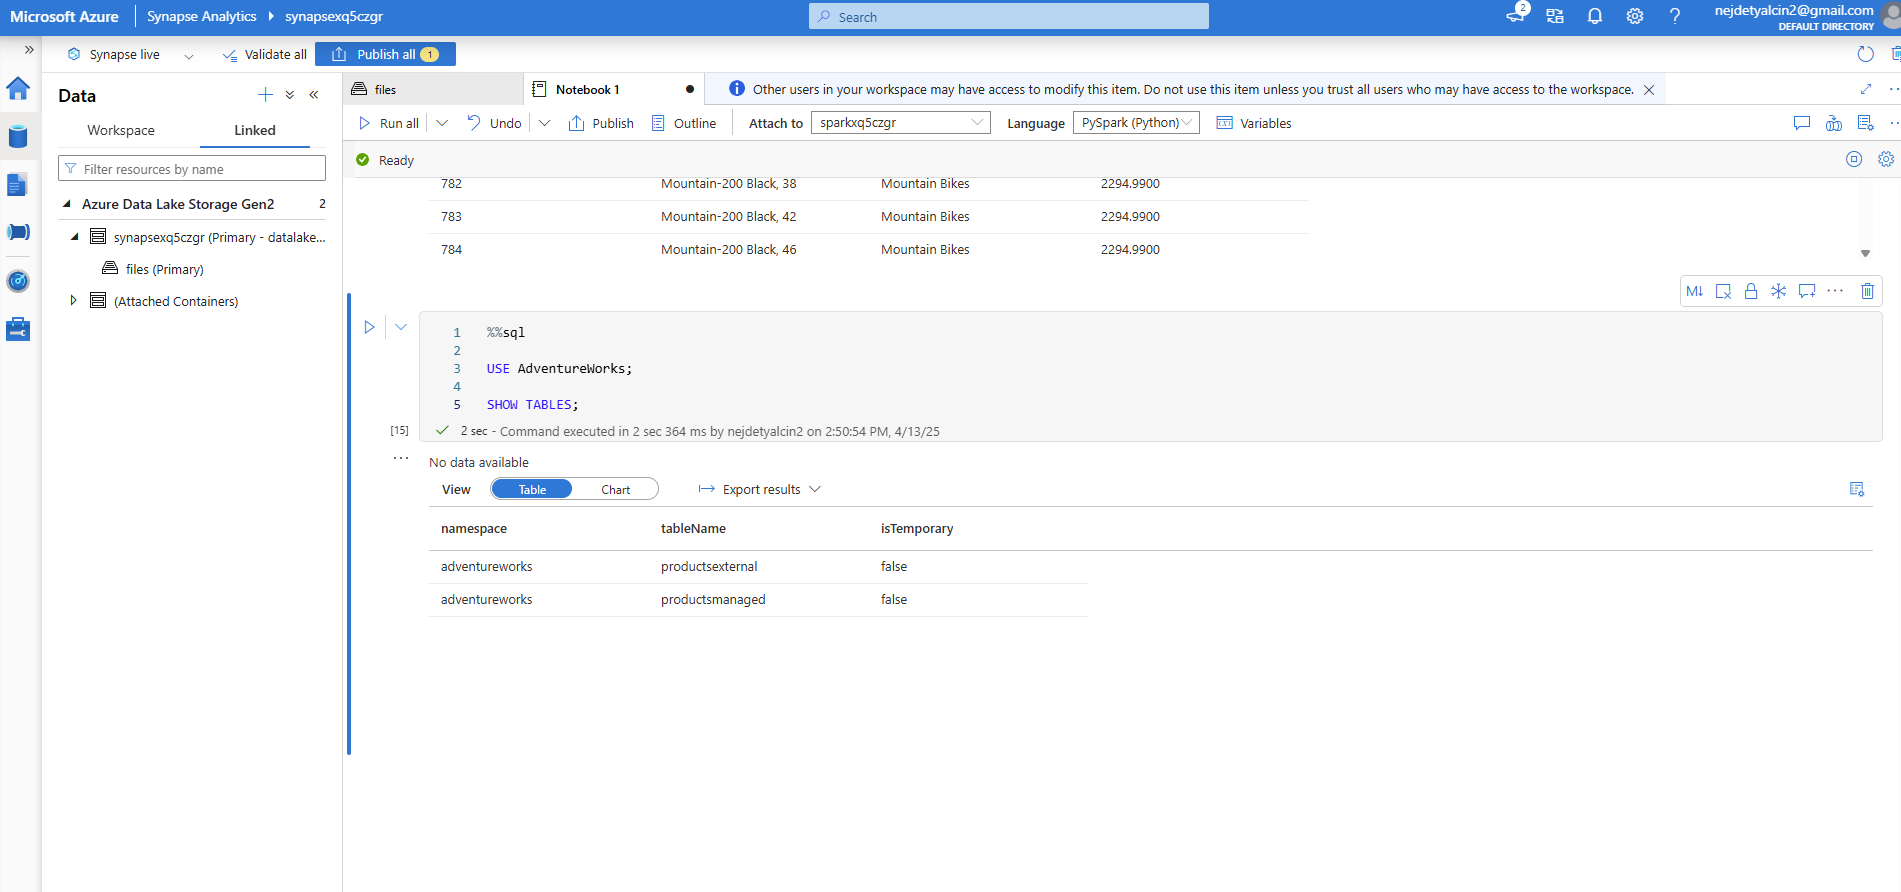 Microsoft Azure Synapse Analytics synapsexq5czgr Search 2 ? nejdetyalcin2@gmail.com
DEFAULT DIRECTORY
Synapse live Validate all Publish all 1
Data
Workspace Linked
Filter resources by name
Azure Data Lake Storage Gen2 2
synapsexq5czgr (Primary - datalake...
files (Primary)
(Attached Containers)
files Notebook 1 Other users in your workspace may have access to modify this item. Do not use this item unless you trust all users who may have access to the workspace.
Run all Undo Publish Outline Attach to sparkxq5czgr Language PySpark (Python) Variables
Ready
782 Mountain-200 Black, 38 Mountain Bikes 2294.9900
783 Mountain-200 Black, 42 Mountain Bikes 2294.9900
784 Mountain-200 Black, 46 Mountain Bikes 2294.9900
M↓
1 %%sql
2
3 USE AdventureWorks;
4
5 SHOW TABLES;
[15] 2 sec - Command executed in 2 sec 364 ms by nejdetyalcin2 on 2:50:54 PM, 4/13/25
No data available
View Table Chart Export results
namespace tableName isTemporary
adventureworks productsexternal false
adventureworks productsmanaged false